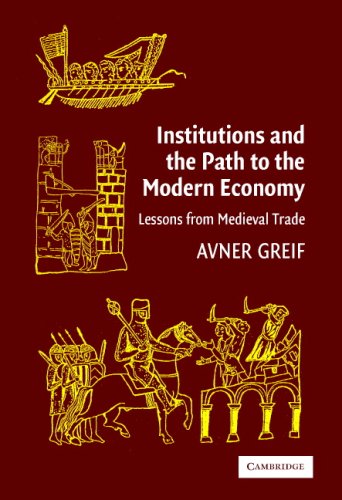 Institutions and
the Path to the
Modern Economy
Lessons from Medieval Trade
AVNER GREIF
CAMBRIDGE